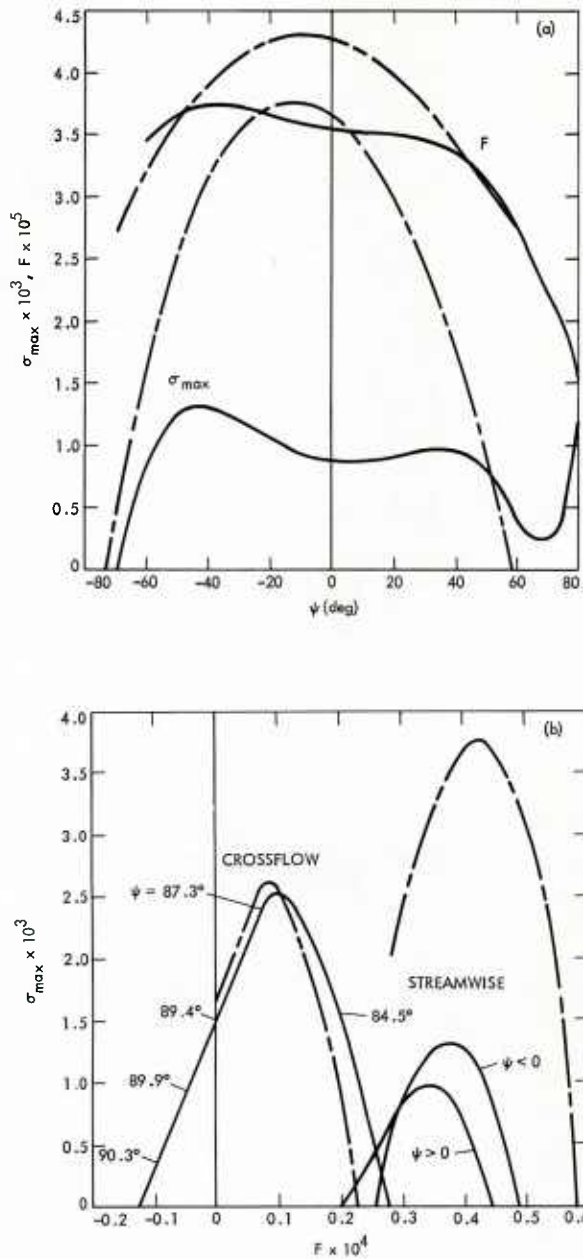 (a)
4.5
4.0
3.5
3.0
2.5
2.0
1.5
1.0
0.5
0
σmax × 10³, F × 10⁵
F
σmax
-80 -60 -40 -20 0 20 40 60 80
ψ (deg)
(b)
4.0
3.5
3.0
2.5
2.0
1.5
1.0
0.5
0
σmax × 10³
CROSSFLOW
ψ = 87.3°
STREAMWISE
89.4°
84.5°
89.9°
ψ < 0
90.3°
ψ > 0
-0.2 -0.1 0 0.1 0.2 0.3 0.4 0.5 0.6
F × 10⁴